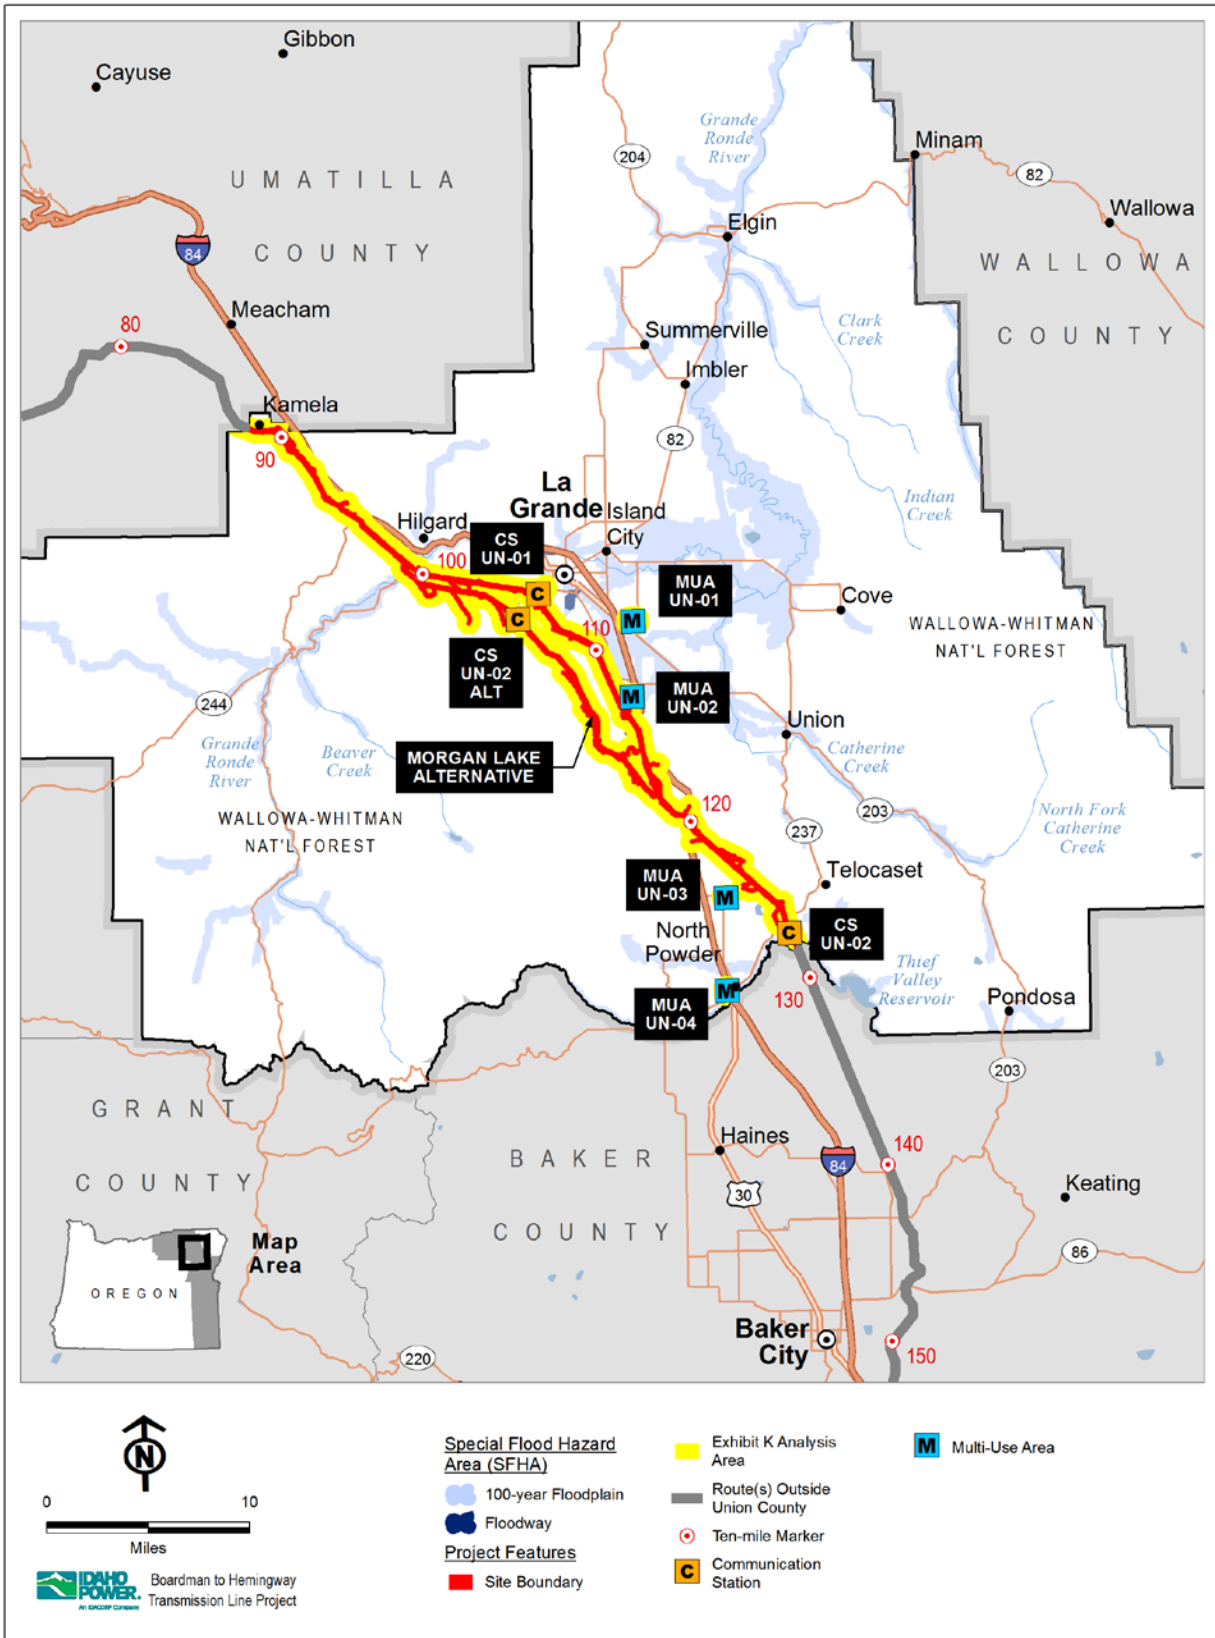 Gibbon
Cayuse
Grande
Ronde
River
204
Minam
82
UMATILLA
COUNTY
Wallowa
Elgin
84
WALLOWA
COUNTY
Meacham
80
Clark
Creek
Summerville
Imbler
Kamela
90
82
La
Grande
Island
City
Indian
Creek
Hilgard
CS
UN-01
100
MUA
UN-01
Cove
WALLOWA-WHITMAN
NAT'L FOREST
110
CS
UN-02
ALT
MUA
UN-02
244
Union
Grande
Ronde
River
Beaver
Creek
MORGAN LAKE
ALTERNATIVE
Catherine
Creek
203
120
237
North Fork
Catherine
Creek
WALLOWA-WHITMAN
NAT'L FOREST
Telocaset
MUA
UN-03
M
C
C
M
M
M
C
North
Powder
CS
UN-02
Thief
Valley
Reservoir
130
MUA
UN-04
Pondosa
203
GRANT
COUNTY
BAKER
COUNTY
Haines
140
84
30
Keating
86
Map
Area
OREGON
Baker
City
150
220
N
0 10
Miles
IDAHO
POWER.
An IDACORP Company
Boardman to Hemingway
Transmission Line Project
Special Flood Hazard
Area (SFHA)
100-year Floodplain
Floodway
Project Features
Site Boundary
Exhibit K Analysis
Area
Route(s) Outside
Union County
Ten-mile Marker
C Communication
Station
M Multi-Use Area